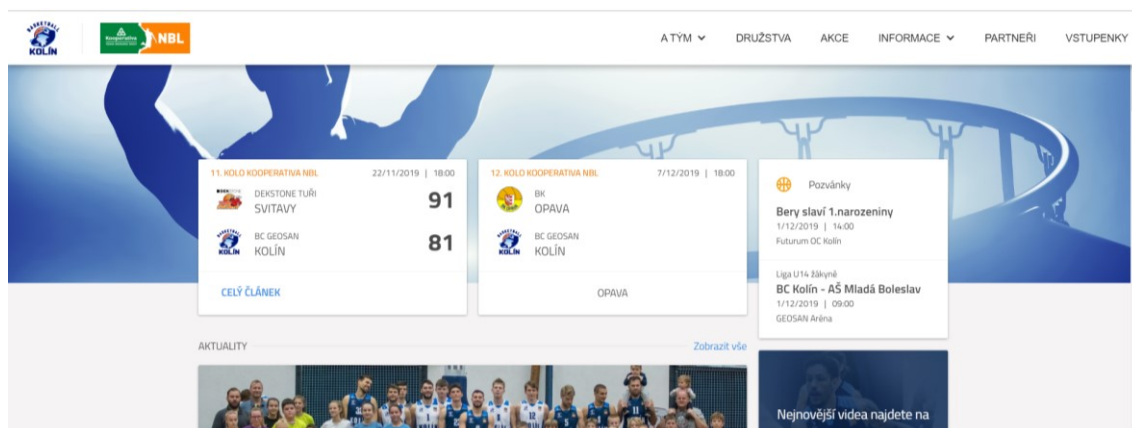 BASKETBALL
KOLÍN
Kooperativa
NBL
A TÝM
DRUŽSTVA
AKCE
INFORMACE
PARTNEŘI
VSTUPENKY
11. KOLO KOOPERATIVA NBL
22/11/2019 | 18:00
DEKSTONE TUŘI
SVITAVY
91
BC GEOSAN
KOLÍN
81
CELÝ ČLÁNEK
12. KOLO KOOPERATIVA NBL
7/12/2019 | 18:00
BK
OPAVA
BC GEOSAN
KOLÍN
OPAVA
Pozvánky
Bery slaví 1.narozeniny
1/12/2019 | 14:00
Futurum OC Kolín
Liga U14 žákyně
BC Kolín - AŠ Mladá Boleslav
1/12/2019 | 09:00
GEOSAN Aréna
AKTUALITY
Zobrazit vše
Nejnovější videa najdete na